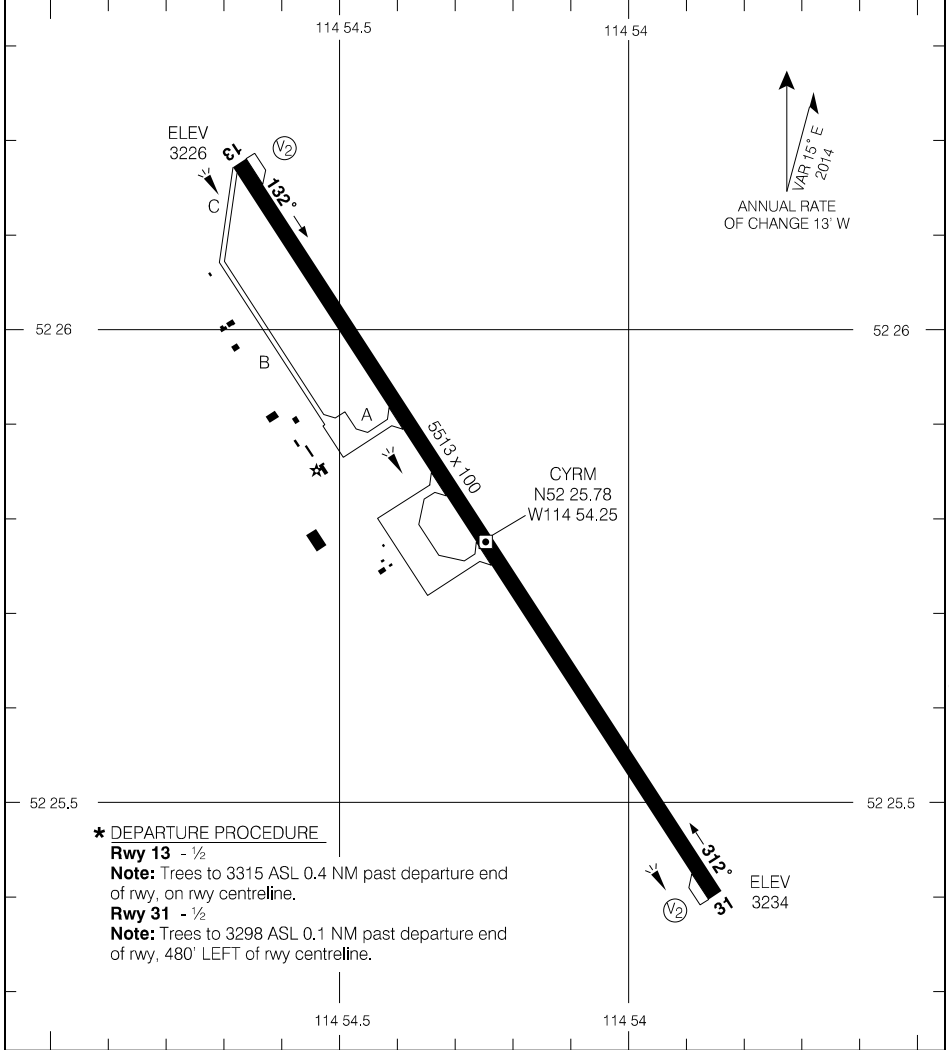 114 54.5
114 54
ELEV
3226
13
V2
132°
C
VAR 15° E
2014
ANNUAL RATE
OF CHANGE 13' W
52 26
52 26
B
A
5513 x 100
CYRM
N52 25.78
W114 54.25
52 25.5
52 25.5
* DEPARTURE PROCEDURE
Rwy 13 - ½
Note: Trees to 3315 ASL 0.4 NM past departure end
of rwy, on rwy centreline.
Rwy 31 - ½
Note: Trees to 3298 ASL 0.1 NM past departure end
of rwy, 480' LEFT of rwy centreline.
312°
ELEV
3234
V2
31
114 54.5
114 54